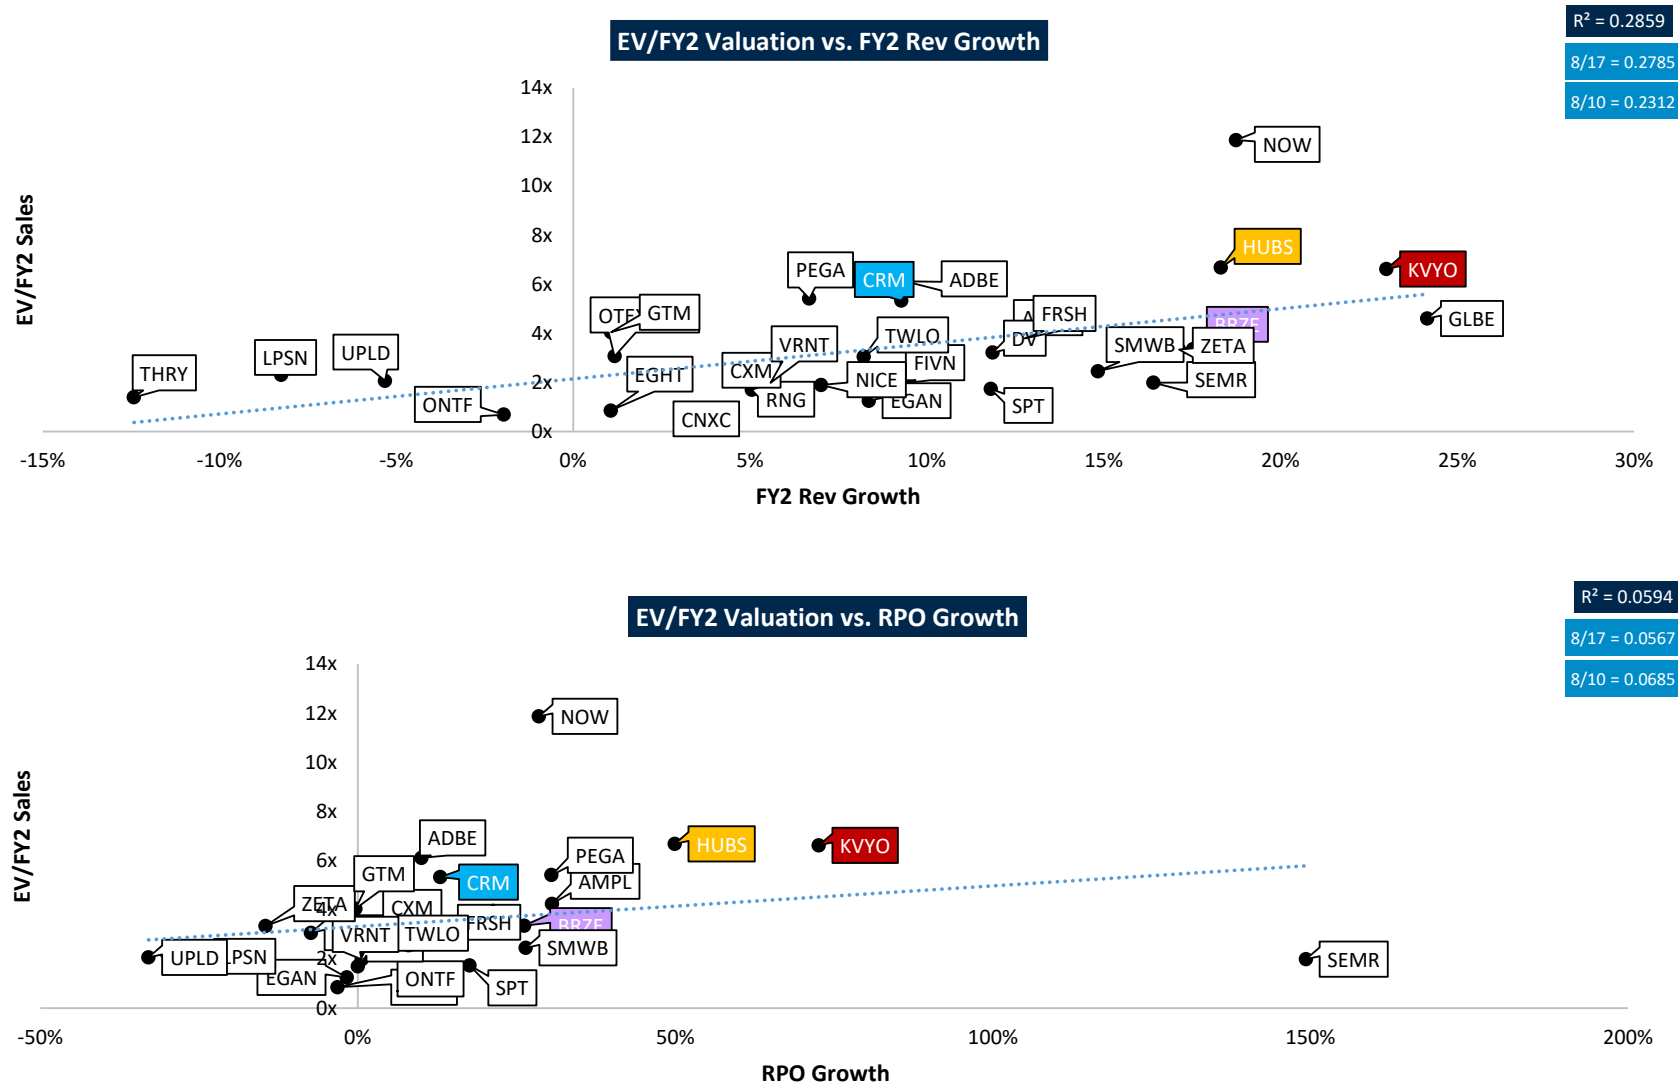 EV/FY2 Valuation vs. FY2 Rev Growth
R² = 0.2859
8/17 = 0.2785
8/10 = 0.2312
EV/FY2 Sales
14x
12x
10x
8x
6x
4x
2x
0x
NOW
HUBS
KVYO
PEGA
CRM
ADBE
GTM
FRSH
GLBE
DV
TWLO
VRNT
SMWB
ZETA
UPLD
LPSN
THRY
EGHT
CXM
FIVN
NICE
SEMR
ONTF
RNG
EGAN
SPT
CNXC
BRZE
-15%
-10%
-5%
0%
5%
10%
15%
20%
25%
30%
FY2 Rev Growth
EV/FY2 Valuation vs. RPO Growth
R² = 0.0594
8/17 = 0.0567
8/10 = 0.0685
EV/FY2 Sales
14x
12x
10x
8x
6x
4x
2x
0x
NOW
ADBE
HUBS
KVYO
PEGA
GTM
CRM
AMPL
ZETA
CXM
FRSH
BRZE
VRNT
TWLO
SMWB
UPLD
LPSN
SEMR
EGAN
ONTF
SPT
-50%
0%
50%
100%
150%
200%
RPO Growth